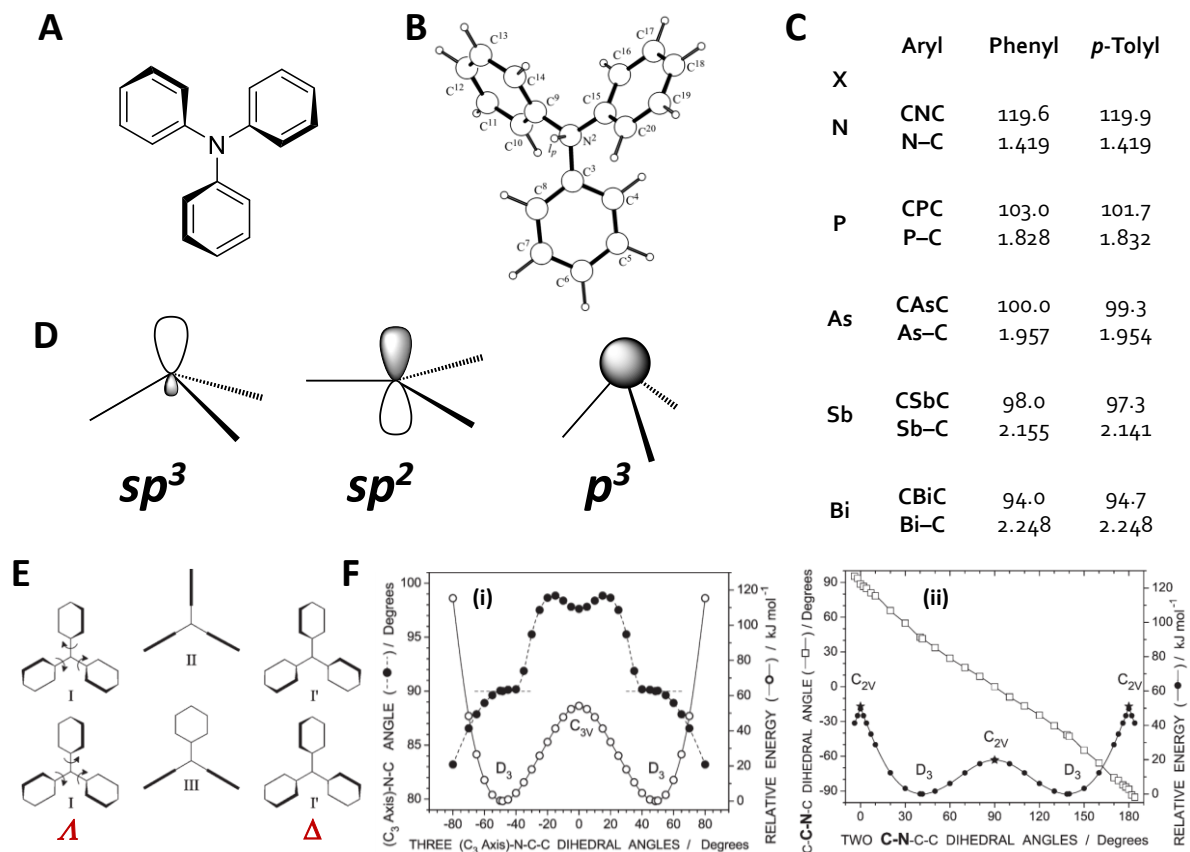 A
N
B
C¹³
C¹⁴
C¹²
C⁹
C¹¹
C¹⁰
lₚ
N²
C¹⁷
C¹⁶
C¹⁸
C¹⁵
C¹⁹
C²⁰
C³
C⁸
C⁴
C⁷
C⁵
C⁶
C
Aryl Phenyl p-Tolyl
X
N CNC 119.6 119.9
N–C 1.419 1.419
P CPC 103.0 101.7
P–C 1.828 1.832
As CAsC 100.0 99.3
As–C 1.957 1.954
Sb CSbC 98.0 97.3
Sb–C 2.155 2.141
Bi CBiC 94.0 94.7
Bi–C 2.248 2.248
D
sp³ sp² p³
E
I II I'
I III I'
Λ Δ
F
(i)
(C₃ Axis)-N-C ANGLE (--●--) / Degrees
100
95
90
85
80
RELATIVE ENERGY (—○—) / kJ mol⁻¹
120
100
80
60
40
20
0
C₃ᵥ
D₃ D₃
-80 -60 -40 -20 0 20 40 60 80
THREE (C₃ Axis)-N-C-C DIHEDRAL ANGLES / Degrees
(ii)
C-C-N-C DIHEDRAL ANGLE (—□—) / Degrees
90
60
30
0
-30
-60
-90
RELATIVE ENERGY (—●—) / kJ mol⁻¹
120
100
80
60
40
20
0
C₂ᵥ C₂ᵥ
C₂ᵥ
D₃ D₃
0 30 60 90 120 150 180
TWO C-N-C-C DIHEDRAL ANGLES / Degrees